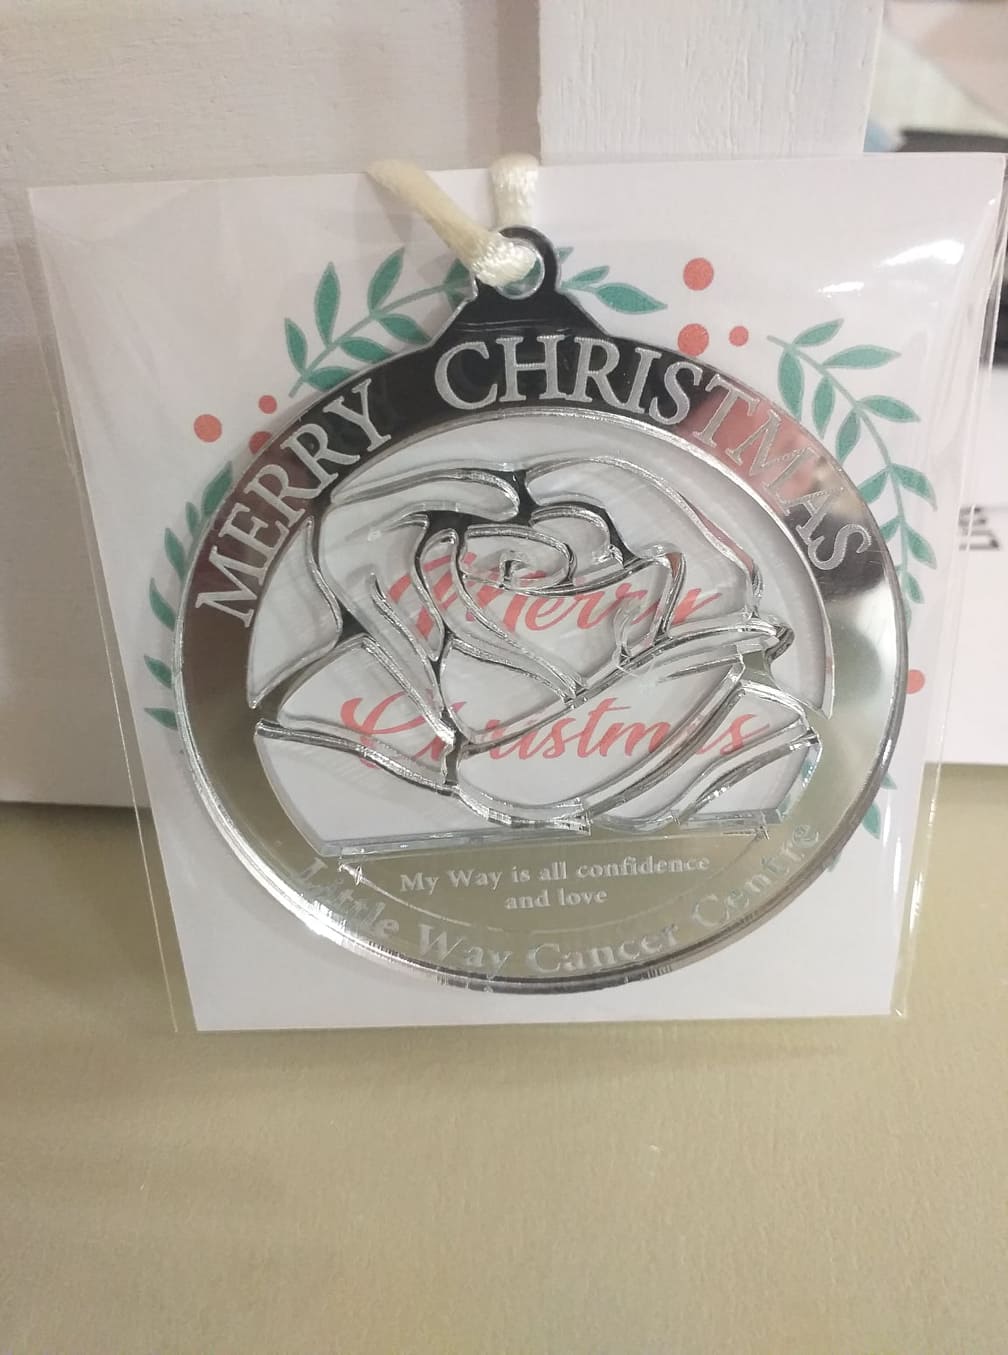 MERRY CHRISTMAS
Merry
Christmas
My Way is all confidence
and love
Little Way Cancer Centre